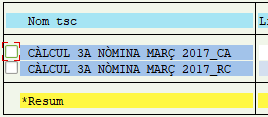 Nom tsc
CÀLCUL 3A NÒMINA MARÇ 2017_CA
CÀLCUL 3A NÒMINA MARÇ 2017_RC
*Resum